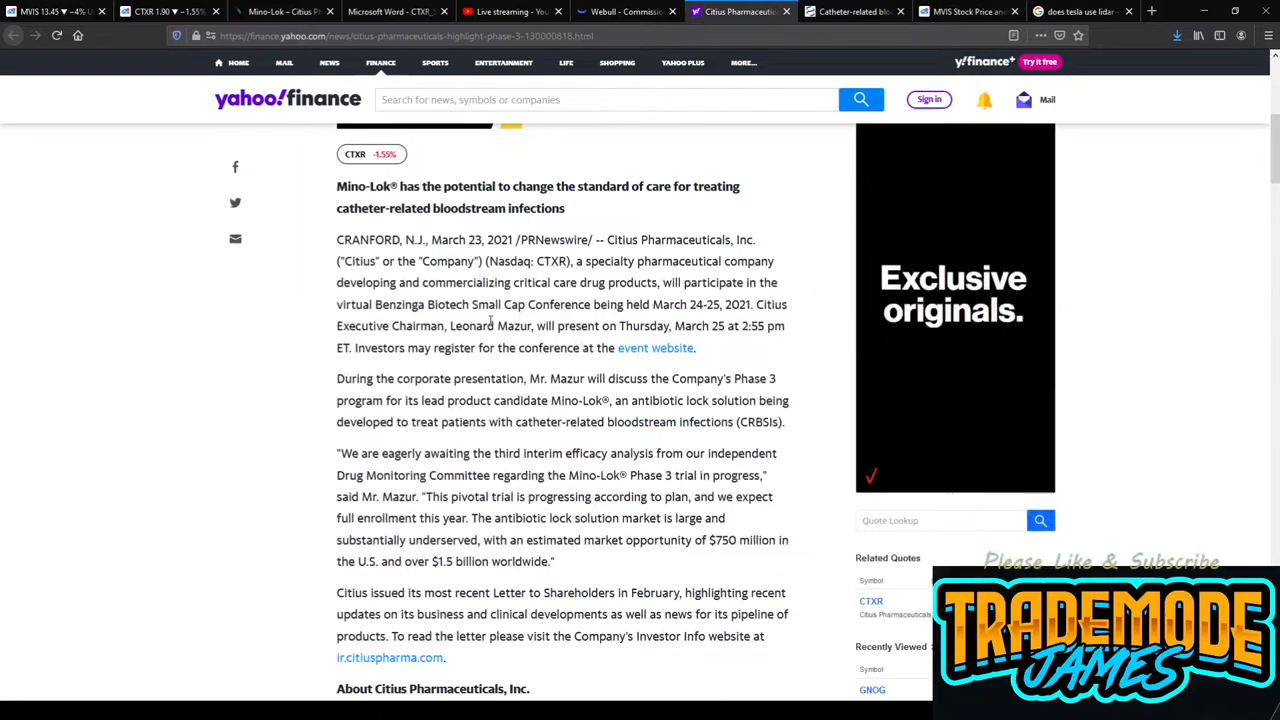 MVIS 13.45 ▼ -4% U
CTXR 1.90 ▼ -1.55%
Mino-Lok – Citius Ph
Microsoft Word - CTXR_
Live streaming - You
Webull - Commissio
Citius Pharmaceutic
Catheter-related blo
MVIS Stock Price and
does tesla use lidar -
https://finance.yahoo.com/news/citius-pharmaceuticals-highlight-phase-3-130000818.html
HOME MAIL NEWS FINANCE SPORTS ENTERTAINMENT LIFE SHOPPING YAHOO PLUS MORE...
y!finance+ Try it free
yahoo!finance
Search for news, symbols or companies
Sign in
Mail
CTXR -1.55%
Mino-Lok® has the potential to change the standard of care for treating
catheter-related bloodstream infections
CRANFORD, N.J., March 23, 2021 /PRNewswire/ -- Citius Pharmaceuticals, Inc.
("Citius" or the "Company") (Nasdaq: CTXR), a specialty pharmaceutical company
developing and commercializing critical care drug products, will participate in the
virtual Benzinga Biotech Small Cap Conference being held March 24-25, 2021. Citius
Executive Chairman, Leonard Mazur, will present on Thursday, March 25 at 2:55 pm
ET. Investors may register for the conference at the event website.
During the corporate presentation, Mr. Mazur will discuss the Company's Phase 3
program for its lead product candidate Mino-Lok®, an antibiotic lock solution being
developed to treat patients with catheter-related bloodstream infections (CRBSIs).
"We are eagerly awaiting the third interim efficacy analysis from our independent
Drug Monitoring Committee regarding the Mino-Lok® Phase 3 trial in progress,"
said Mr. Mazur. "This pivotal trial is progressing according to plan, and we expect
full enrollment this year. The antibiotic lock solution market is large and
substantially underserved, with an estimated market opportunity of $750 million in
the U.S. and over $1.5 billion worldwide."
Citius issued its most recent Letter to Shareholders in February, highlighting recent
updates on its business and clinical developments as well as news for its pipeline of
products. To read the letter please visit the Company's Investor Info website at
ir.citiuspharma.com.
About Citius Pharmaceuticals, Inc.
Exclusive
originals.
Quote Lookup
Please Like & Subscribe
Related Quotes
Symbol
CTXR
Citius Pharmaceuticals
Recently Viewed
Symbol
GNOG
TRADEMODE
JAMES